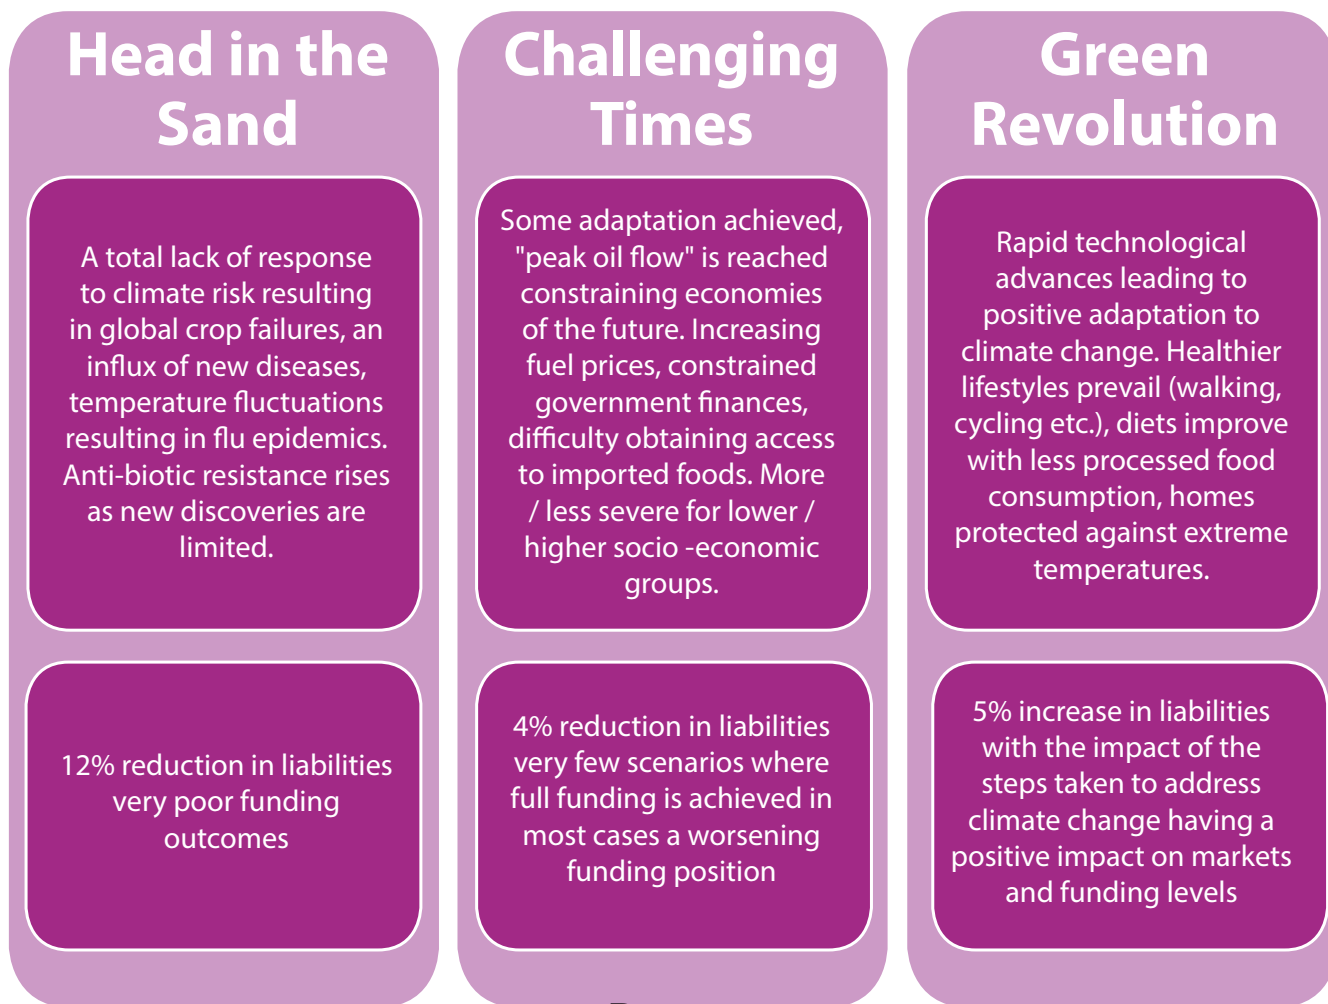 Head in the
Sand
A total lack of response
to climate risk resulting
in global crop failures, an
influx of new diseases,
temperature fluctuations
resulting in flu epidemics.
Anti-biotic resistance rises
as new discoveries are
limited.
12% reduction in liabilities
very poor funding
outcomes
Challenging
Times
Some adaptation achieved,
"peak oil flow" is reached
constraining economies
of the future. Increasing
fuel prices, constrained
government finances,
difficulty obtaining access
to imported foods. More
/ less severe for lower /
higher socio -economic
groups.
4% reduction in liabilities
very few scenarios where
full funding is achieved in
most cases a worsening
funding position
Green
Revolution
Rapid technological
advances leading to
positive adaptation to
climate change. Healthier
lifestyles prevail (walking,
cycling etc.), diets improve
with less processed food
consumption, homes
protected against extreme
temperatures.
5% increase in liabilities
with the impact of the
steps taken to address
climate change having a
positive impact on markets
and funding levels